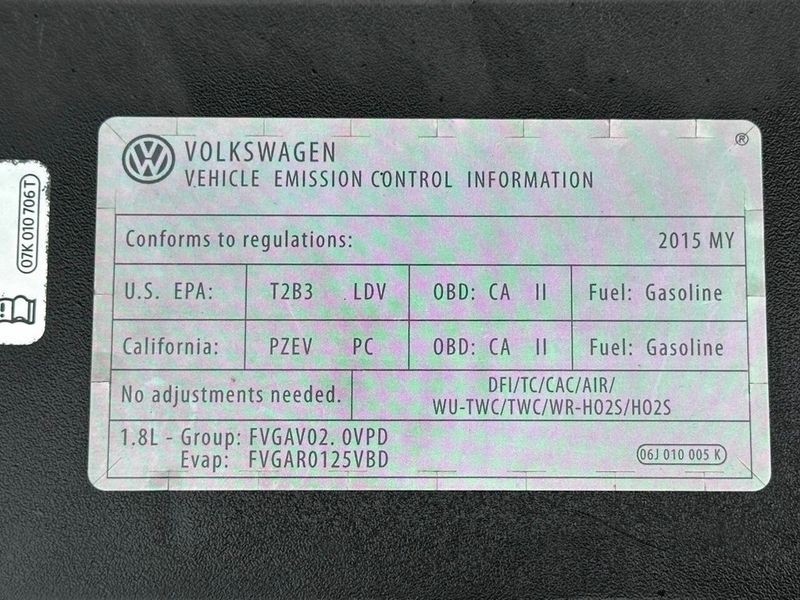 VOLKSWAGEN
VEHICLE EMISSION CONTROL INFORMATION
®
Conforms to regulations: 2015 MY
U.S. EPA: T2B3 LDV OBD: CA II Fuel: Gasoline
California: PZEV PC OBD: CA II Fuel: Gasoline
No adjustments needed.
DFI/TC/CAC/AIR/
WU-TWC/TWC/WR-HO2S/HO2S
1.8L - Group: FVGAV02. 0VPD
Evap: FVGAR0125VBD
06J 010 005 K
07K 010 706 T